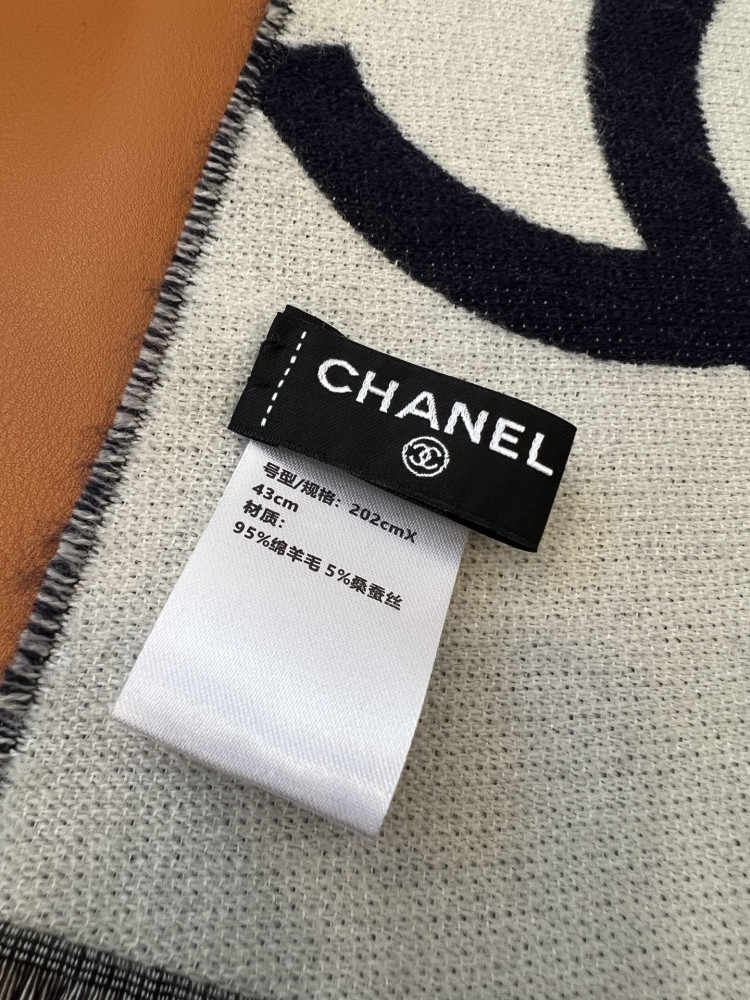 CHANEL
号型/规格：202cmX
43cm
材质：
95%绵羊毛 5%桑蚕丝